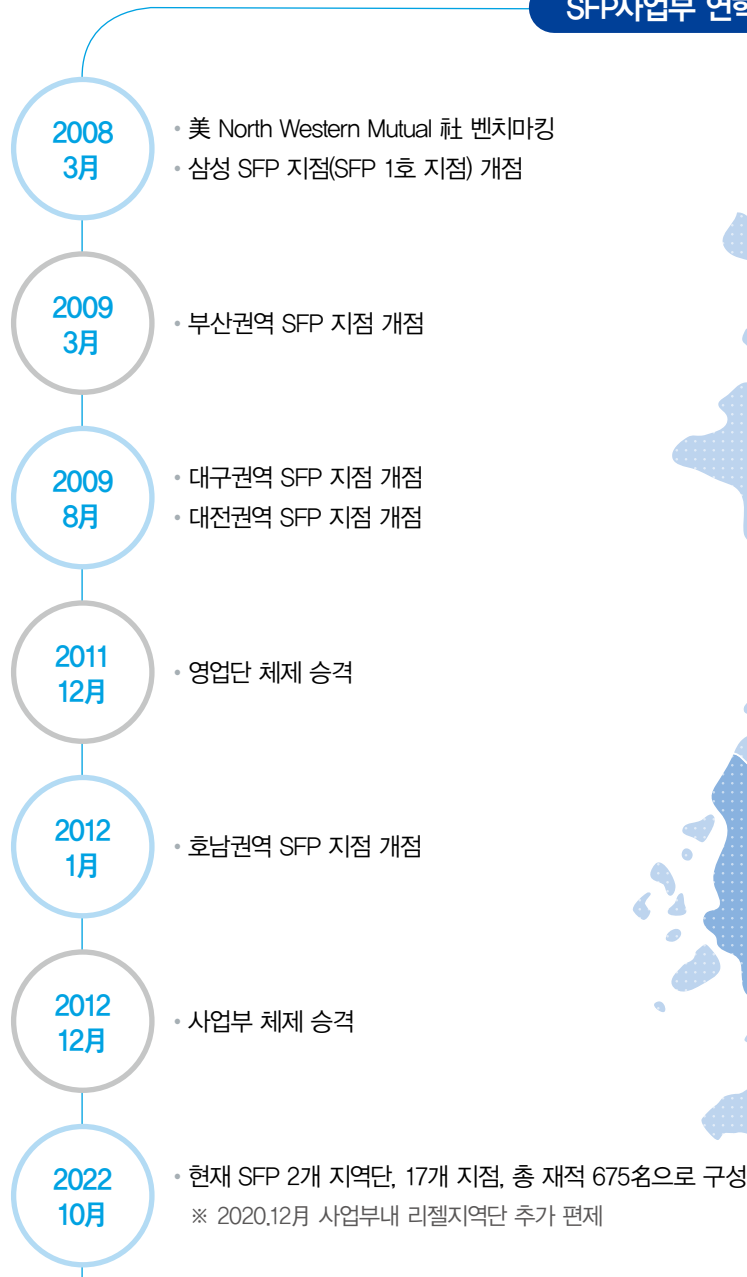 SFP사업부 연혁
2008
3月
• 美 North Western Mutual 社 벤치마킹
• 삼성 SFP 지점(SFP 1호 지점) 개점
2009
3月
• 부산권역 SFP 지점 개점
2009
8月
• 대구권역 SFP 지점 개점
• 대전권역 SFP 지점 개점
2011
12月
• 영업단 체제 승격
2012
1月
• 호남권역 SFP 지점 개점
2012
12月
• 사업부 체제 승격
2022
10月
• 현재 SFP 2개 지역단, 17개 지점, 총 재적 675名으로 구성
※ 2020.12月 사업부내 리젤지역단 추가 편제